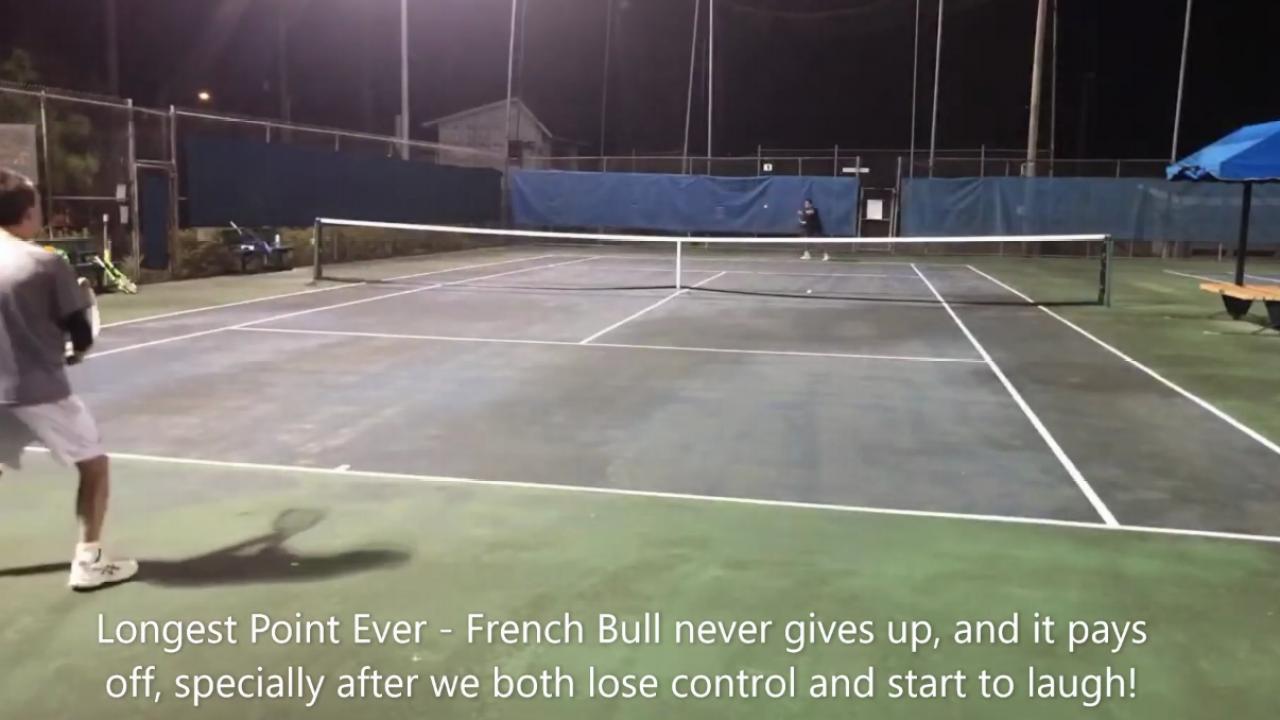 Longest Point Ever - French Bull never gives up, and it pays
off, specially after we both lose control and start to laugh!